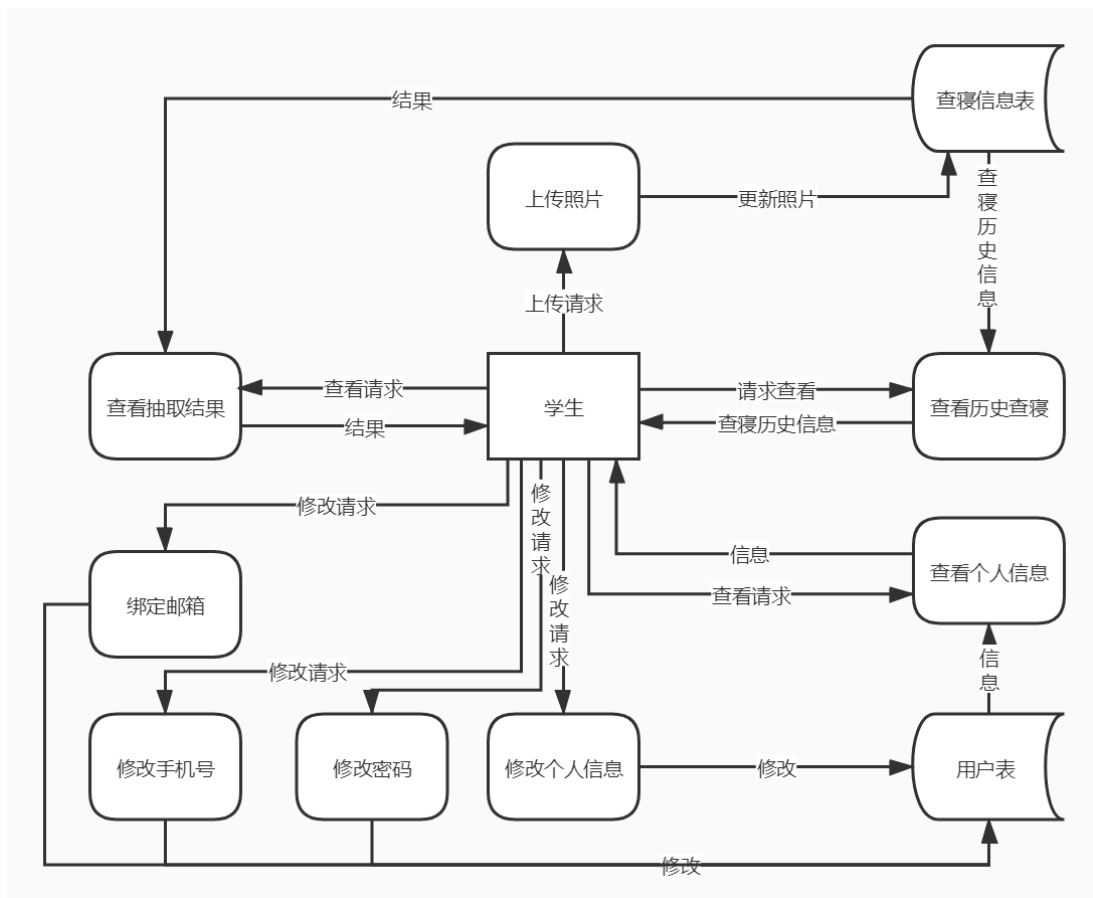 查寝信息表
结果
上传照片
更新照片
查寝历史信息
上传请求
查看抽取结果
查看请求
结果
学生
请求查看
查寝历史信息
查看历史查寝
修改请求
修改请求
修改请求
信息
查看请求
查看个人信息
绑定邮箱
修改请求
信息
修改手机号
修改密码
修改个人信息
修改
用户表
修改